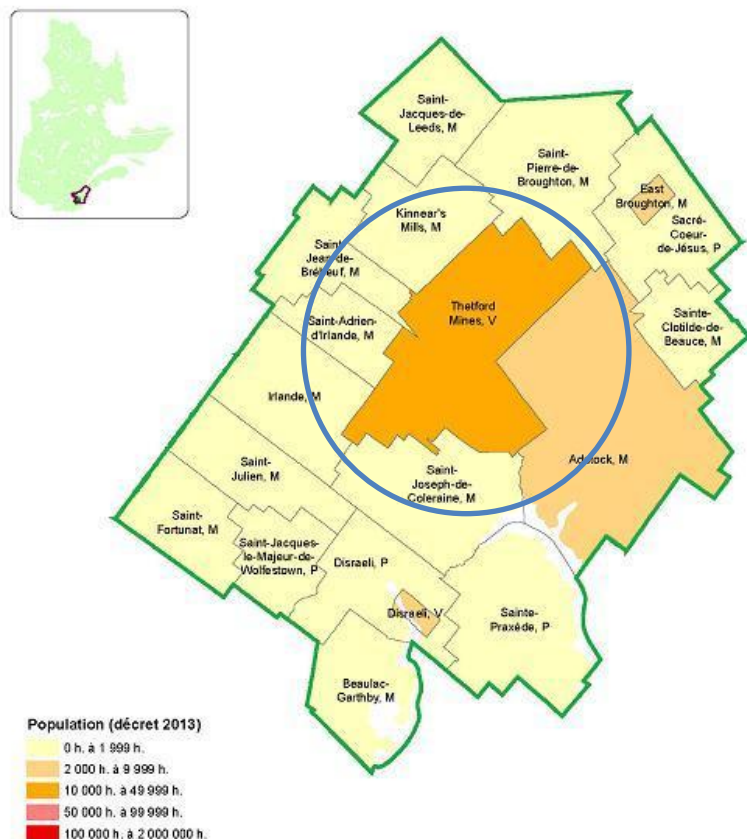 Saint-
Jacques-de-
Leeds, M
Saint-
Pierre-de-
Broughton, M
East
Broughton, M
Sacré-
Coeur-
de-Jésus, P
Kinnear's
Mills, M
Saint-
Jean-de-
Brébeuf, M
Thetford
Mines, V
Saint-Adrien-
d'Irlande, M
Sainte-
Clotilde-de-
Beauce, M
Irlande, M
Adstock, M
Saint-
Julien, M
Saint-
Joseph-de-
Coleraine, M
Saint-
Fortunat, M
Saint-Jacques-
le-Majeur-de-
Wolfestown, P
Disraeli, P
Disraeli, V
Sainte-
Praxède, P
Beaulac-
Garthby, M
Population (décret 2013)
0 h. à 1 999 h.
2 000 h. à 9 999 h.
10 000 h. à 49 999 h.
50 000 h. à 99 999 h.
100 000 h. à 2 000 000 h.